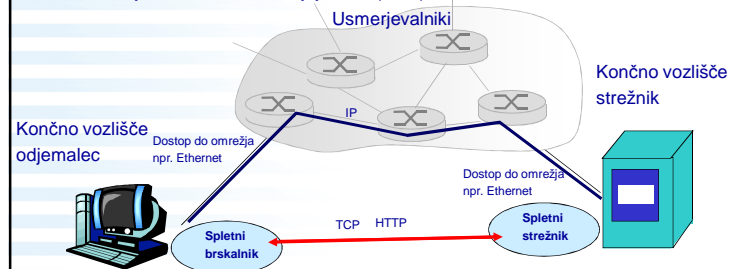 Usmerjevalniki
Končno vozlišče
strežnik
IP
Končno vozlišče
odjemalec
Dostop do omrežja
npr. Ethernet
Dostop do omrežja
npr. Ethernet
TCP HTTP
Spletni
brskalnik
Spletni
strežnik